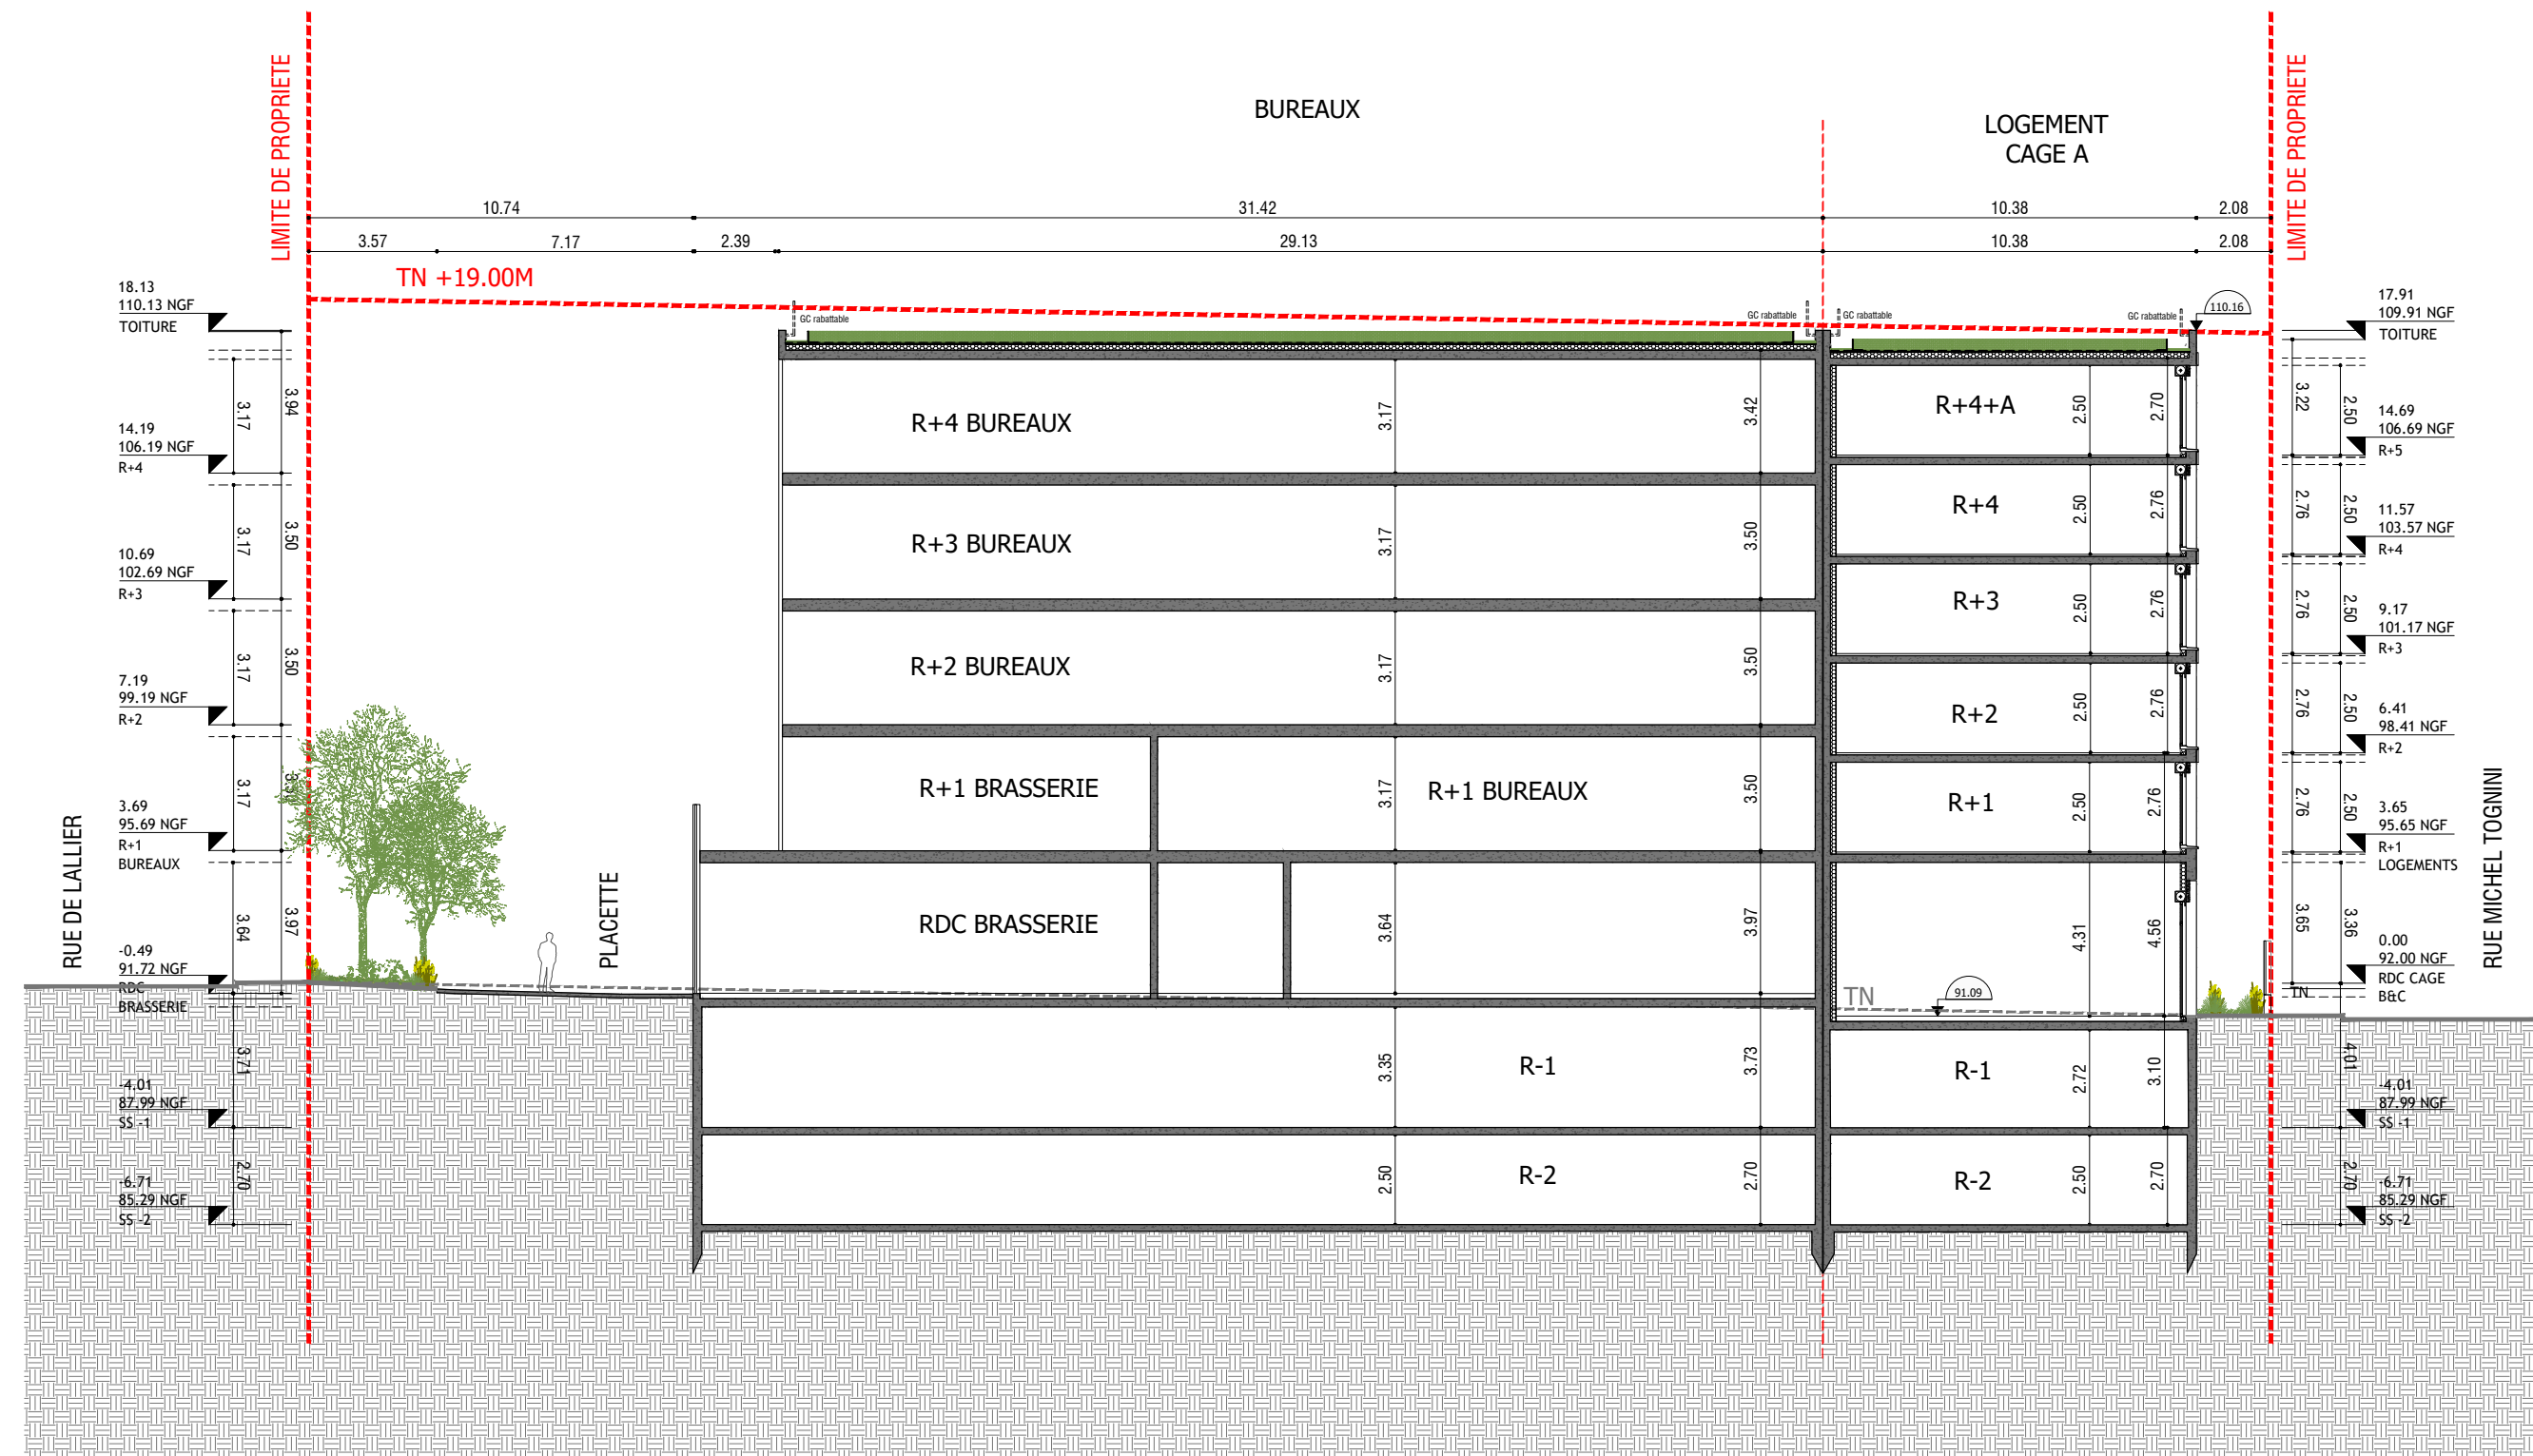 BUREAUX
LOGEMENT
CAGE A
LIMITE DE PROPRIETE
LIMITE DE PROPRIETE
10.74
31.42
10.38
2.08
3.57
7.17
2.39
29.13
10.38
2.08
TN +19.00M
18.13
110.13 NGF
TOITURE
14.19
106.19 NGF
R+4
10.69
102.69 NGF
R+3
7.19
99.19 NGF
R+2
3.69
95.69 NGF
R+1
BUREAUX
-0.49
91.72 NGF
RDC
BRASSERIE
-4.01
87.99 NGF
SS -1
-6.71
85.29 NGF
SS -2
3.17
3.94
3.17
3.50
3.17
3.50
3.17
3.64
3.97
3.71
2.70
RUE DE LALLIER
PLACETTE
GC rabattable
GC rabattable
GC rabattable
GC rabattable
110.16
R+4 BUREAUX
3.17
3.42
R+3 BUREAUX
3.17
3.50
R+2 BUREAUX
3.17
3.50
R+1 BRASSERIE
3.17
R+1 BUREAUX
3.50
RDC BRASSERIE
3.64
3.97
3.35
R-1
3.73
2.50
R-2
2.70
R+4+A
2.50
2.70
R+4
2.50
2.76
R+3
2.50
2.76
R+2
2.50
2.76
R+1
2.50
2.76
4.31
4.56
TN
91.09
R-1
2.72
3.10
R-2
2.50
2.70
3.22
2.50
2.76
2.50
2.76
2.50
2.76
2.50
2.76
2.50
3.65
3.36
4.01
2.70
17.91
109.91 NGF
TOITURE
14.69
106.69 NGF
R+5
11.57
103.57 NGF
R+4
9.17
101.17 NGF
R+3
6.41
98.41 NGF
R+2
3.65
95.65 NGF
R+1
LOGEMENTS
0.00
92.00 NGF
RDC CAGE
B&C
TN
-4.01
87.99 NGF
SS -1
-6.71
85.29 NGF
SS -2
RUE MICHEL TOGNINI